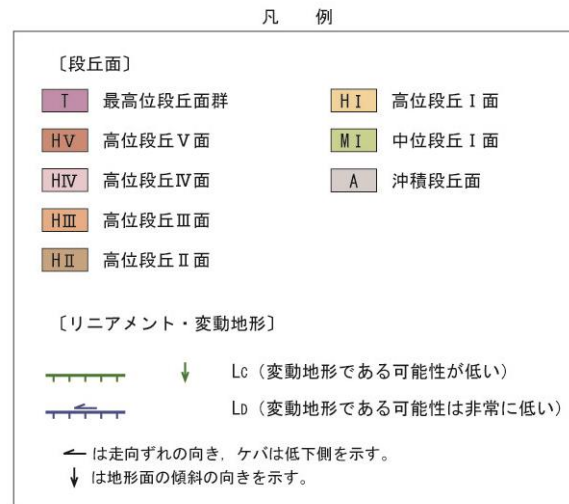 凡　例
〔段丘面〕
T 最高位段丘面群
HⅤ 高位段丘Ⅴ面
HⅣ 高位段丘Ⅳ面
HⅢ 高位段丘Ⅲ面
HⅡ 高位段丘Ⅱ面
HⅠ 高位段丘Ⅰ面
MⅠ 中位段丘Ⅰ面
A 沖積段丘面
〔リニアメント・変動地形〕
LC（変動地形である可能性が低い）
LD（変動地形である可能性は非常に低い）
は走向ずれの向き，ケバは低下側を示す。
は地形面の傾斜の向きを示す。